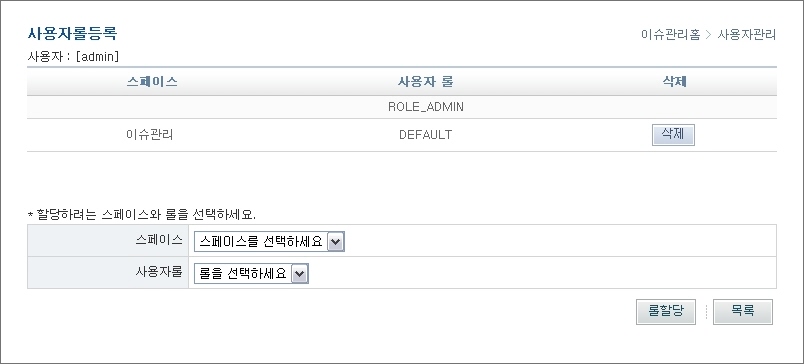 사용자롤등록
이슈관리홈 > 사용자관리
사용자 : [admin]
스페이스 사용자 롤 삭제
ROLE_ADMIN
이슈관리 DEFAULT 삭제
* 할당하려는 스페이스와 롤을 선택하세요.
스페이스 스페이스를 선택하세요
사용자롤 롤을 선택하세요
롤할당 목록